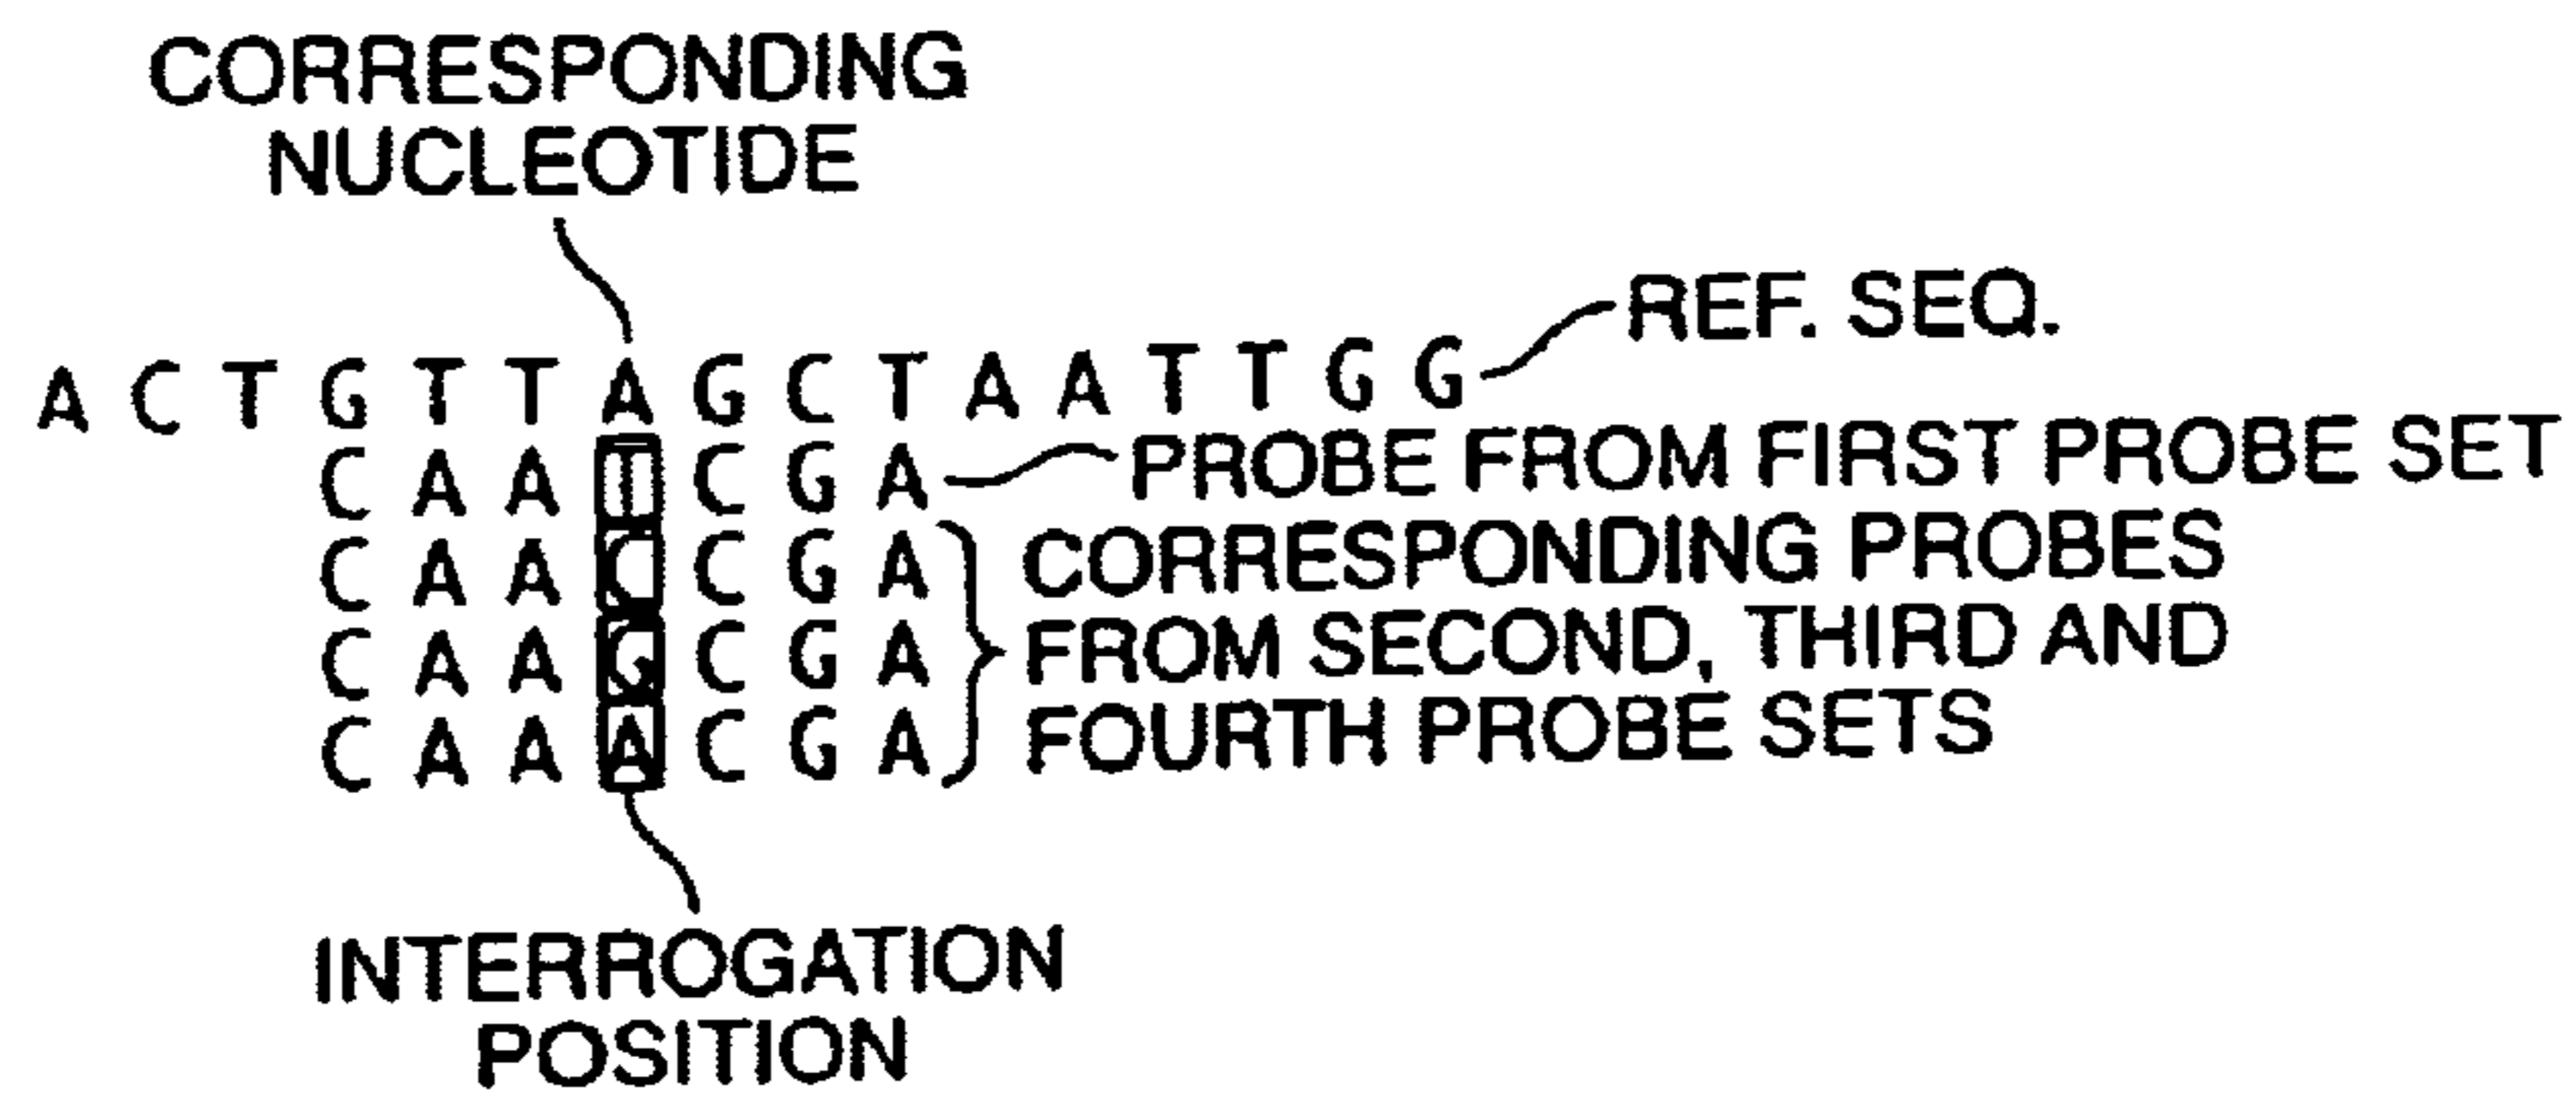 CORRESPONDING
NUCLEOTIDE
REF. SEQ.
A C T G T T A G C T A A T T G G
C A A T C G A
PROBE FROM FIRST PROBE SET
C A A C C G A
CORRESPONDING PROBES
C A A G C G A
FROM SECOND, THIRD AND
C A A A C G A
FOURTH PROBE SETS
INTERROGATION
POSITION